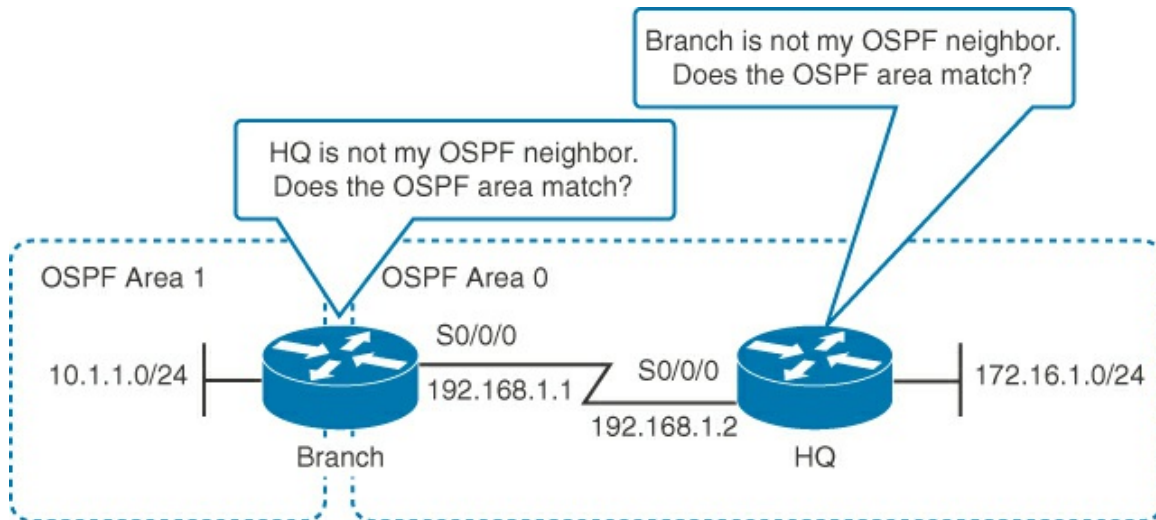 Branch is not my OSPF neighbor.
Does the OSPF area match?
HQ is not my OSPF neighbor.
Does the OSPF area match?
OSPF Area 1
OSPF Area 0
S0/0/0
10.1.1.0/24
192.168.1.1
S0/0/0
172.16.1.0/24
192.168.1.2
Branch
HQ